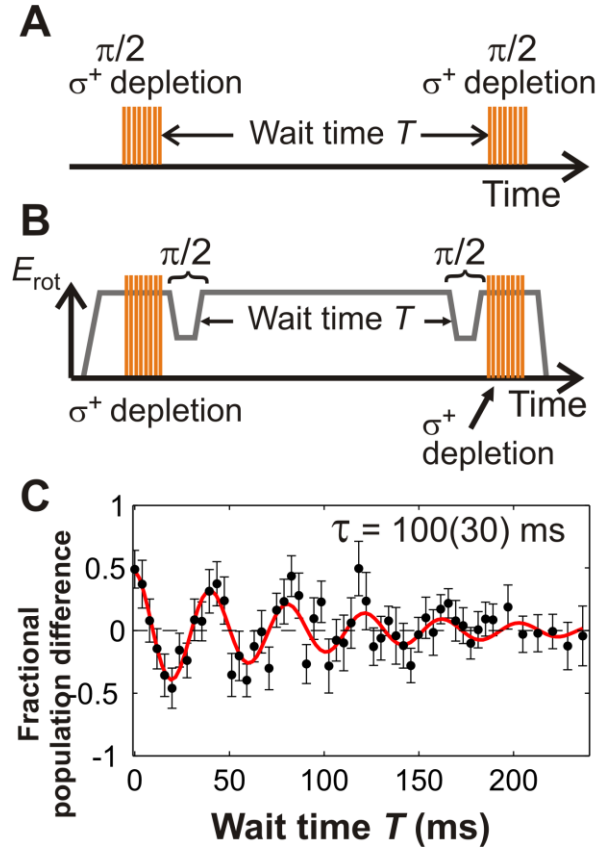 A
π/2 π/2
σ+ depletion σ+ depletion
Wait time T
Time
B
π/2 π/2
Erot
Wait time T
Time
σ+ depletion
σ+
depletion
C
τ = 100(30) ms
Fractional
population difference
1
0.5
0
-0.5
-1
0 50 100 150 200
Wait time T (ms)